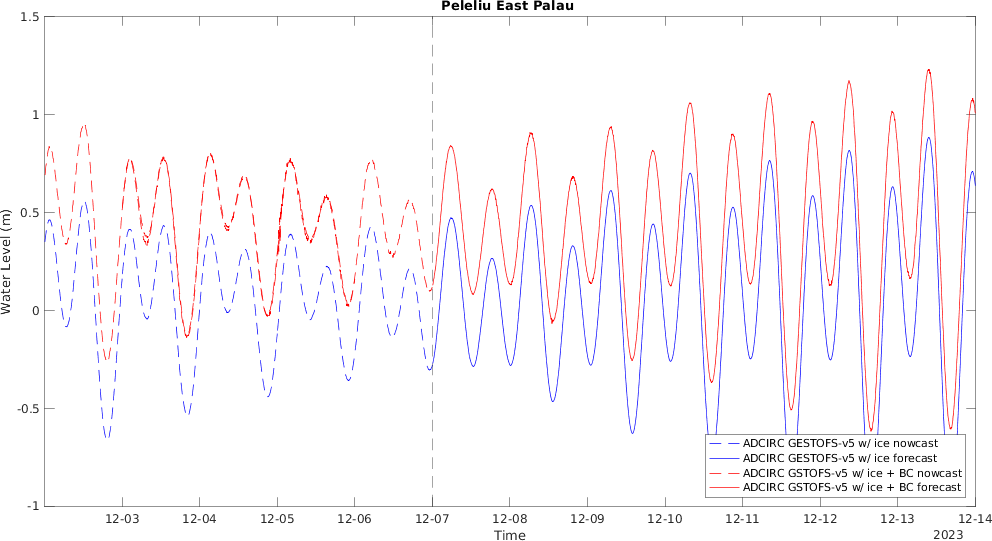 Peleliu East Palau
1.5
1
0.5
0
-0.5
-1
Water Level (m)
ADCIRC GESTOFS-v5 w/ ice nowcast
ADCIRC GESTOFS-v5 w/ ice forecast
ADCIRC GSTOFS-v5 w/ ice + BC nowcast
ADCIRC GSTOFS-v5 w/ ice + BC forecast
12-03 12-04 12-05 12-06 12-07 12-08 12-09 12-10 12-11 12-12 12-13 12-14
Time
2023